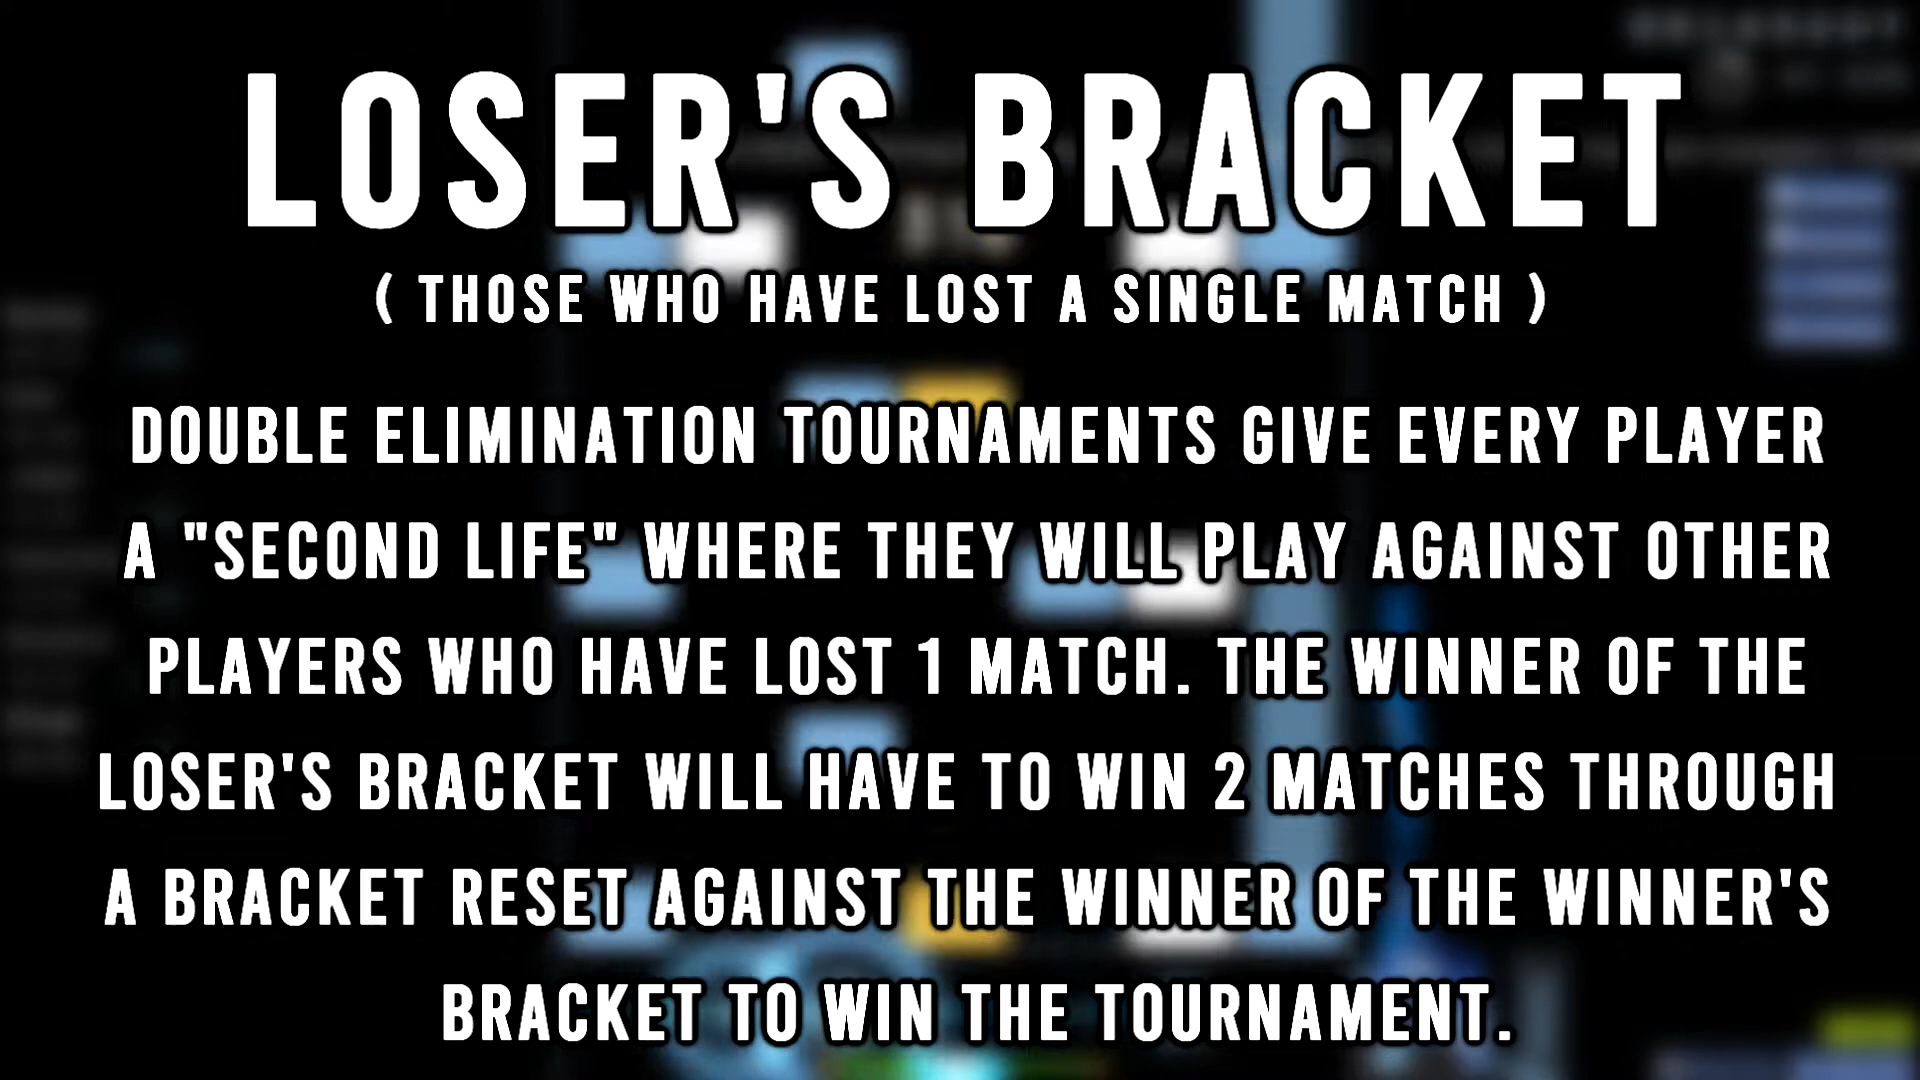 LOSER'S BRACKET
( THOSE WHO HAVE LOST A SINGLE MATCH )
DOUBLE ELIMINATION TOURNAMENTS GIVE EVERY PLAYER
A "SECOND LIFE" WHERE THEY WILL PLAY AGAINST OTHER
PLAYERS WHO HAVE LOST 1 MATCH. THE WINNER OF THE
LOSER'S BRACKET WILL HAVE TO WIN 2 MATCHES THROUGH
A BRACKET RESET AGAINST THE WINNER OF THE WINNER'S
BRACKET TO WIN THE TOURNAMENT.